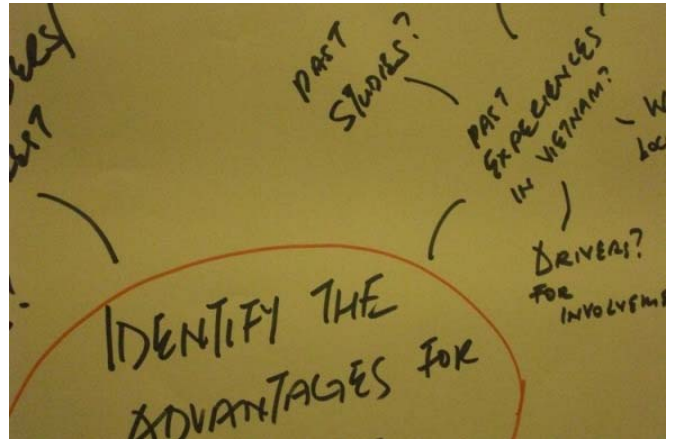 PAST
STUDIES?
PAST
EXPERIENCES
IN VIETNAM?
DRIVERS?
FOR
IDENTIFY THE
ADVANTAGES FOR